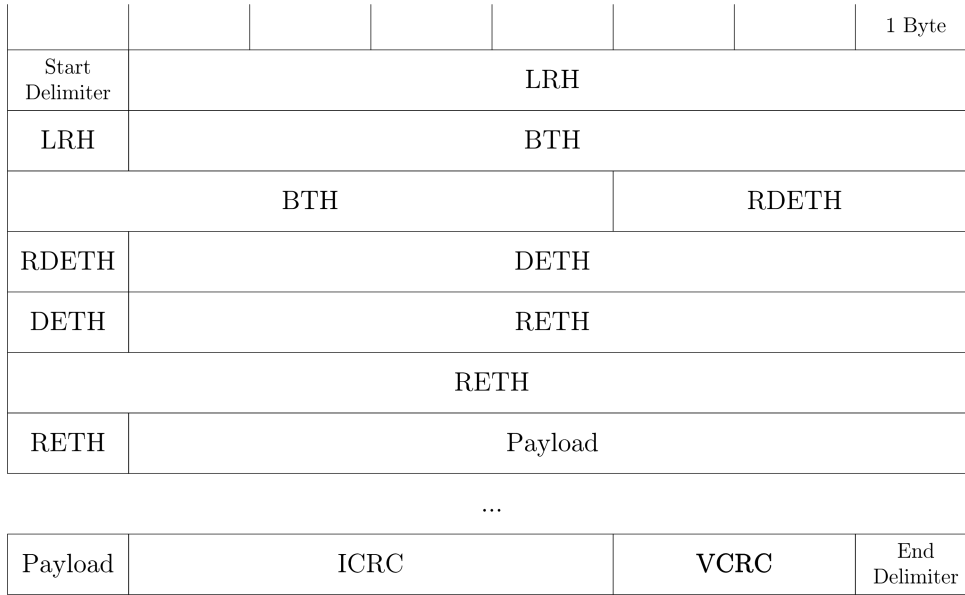 1 Byte
Start
Delimiter
LRH
LRH
BTH
BTH
RDETH
RDETH
DETH
DETH
RETH
RETH
RETH
Payload
...
Payload
ICRC
VCRC
End
Delimiter